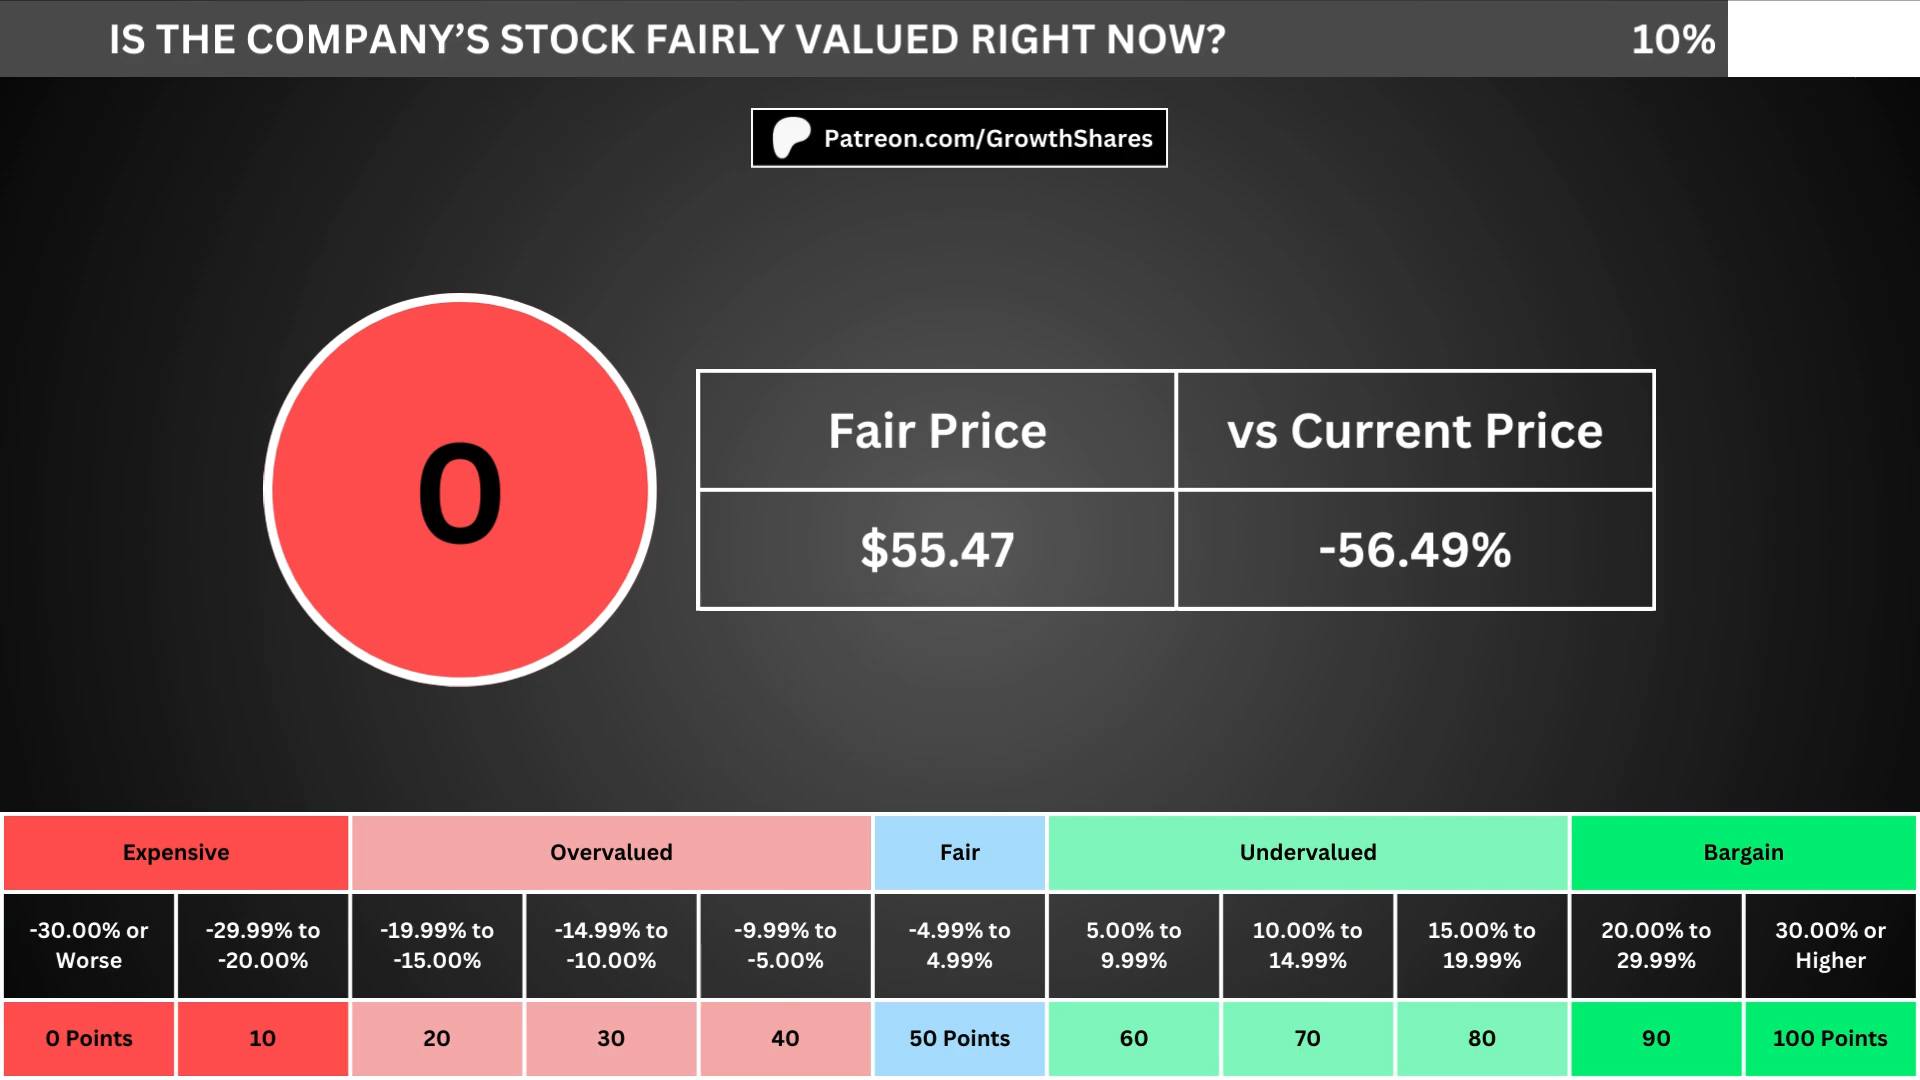 IS THE COMPANY’S STOCK FAIRLY VALUED RIGHT NOW? 10%
Patreon.com/GrowthShares
0
Fair Price vs Current Price
$55.47 -56.49%
Expensive Overvalued Fair Undervalued Bargain
-30.00% or -29.99% to -19.99% to -14.99% to -9.99% to -4.99% to 5.00% to 10.00% to 15.00% to 20.00% to 30.00% or
Worse -20.00% -15.00% -10.00% -5.00% 4.99% 9.99% 14.99% 19.99% 29.99% Higher
0 Points 10 20 30 40 50 Points 60 70 80 90 100 Points